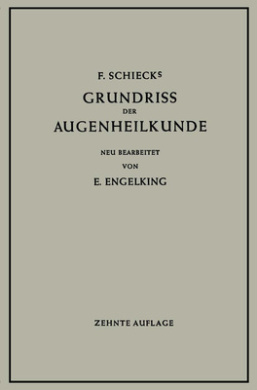 F. SCHIECKS
GRUNDRISS
DER
AUGENHEILKUNDE
NEU BEARBEITET
VON
E. ENGELKING
ZEHNTE AUFLAGE